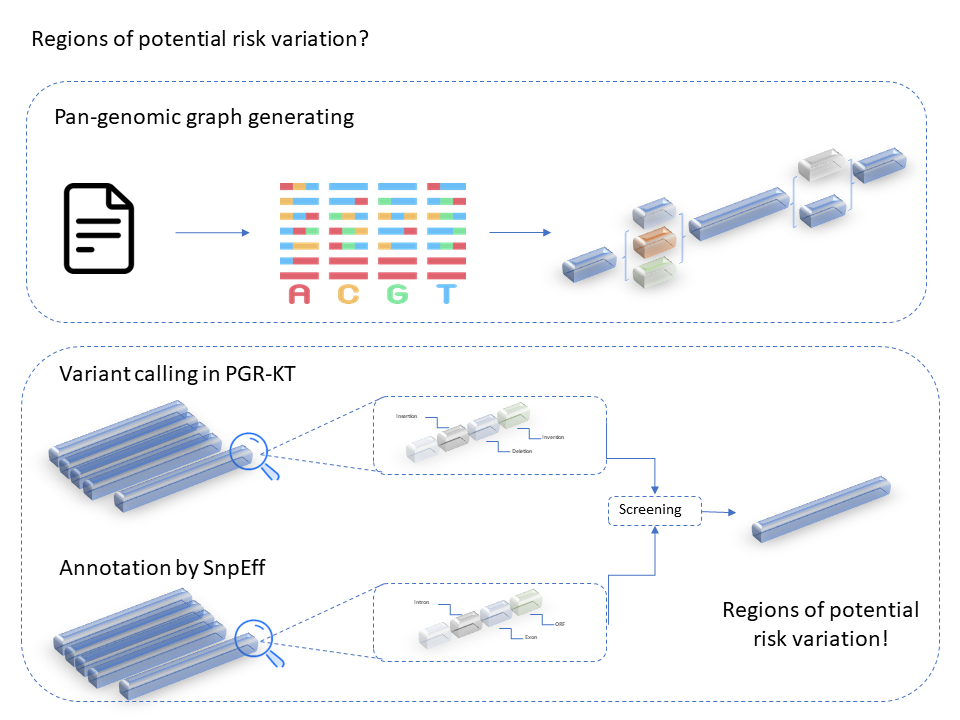 Regions of potential risk variation?
Pan-genomic graph generating
A C G T
Variant calling in PGR-KT
Insertion
Invention
Deletion
Screening
Annotation by SnpEff
Intron
ORF
Exon
Regions of potential
risk variation!